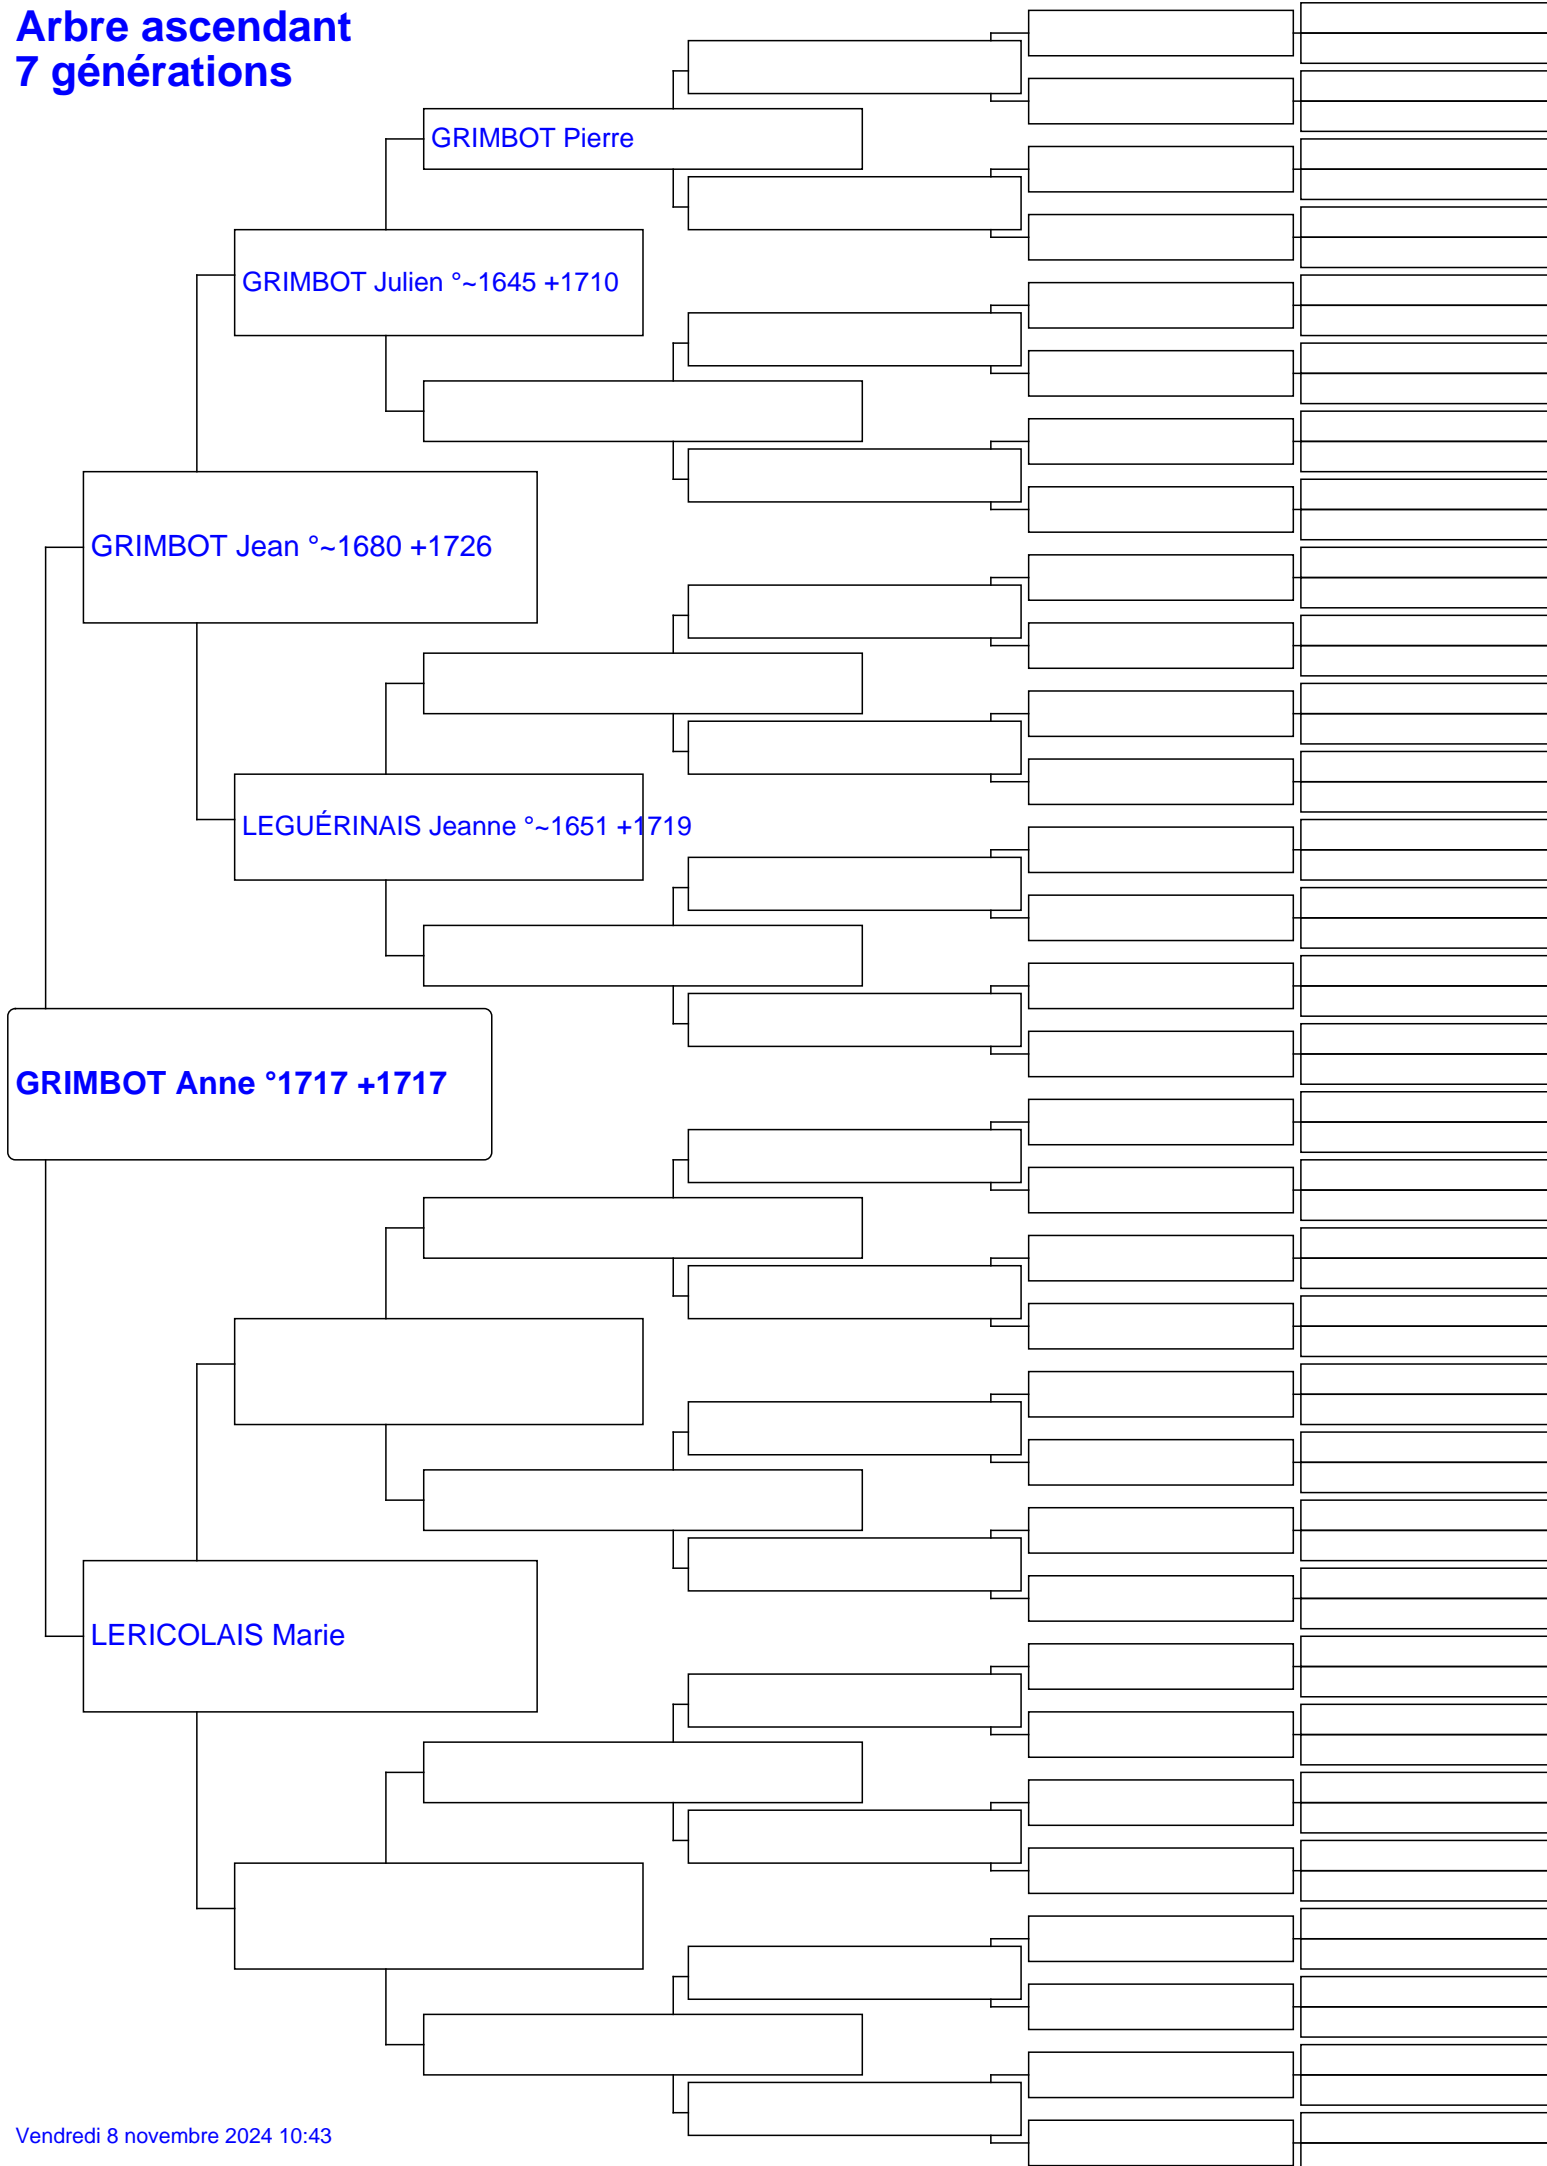 Arbre ascendant
7 générations
GRIMBOT Pierre
GRIMBOT Julien °~1645 +1710
GRIMBOT Jean °~1680 +1726
LEGUÉRINAIS Jeanne °~1651 +1719
GRIMBOT Anne °1717 +1717
LERICOLAIS Marie
Vendredi 8 novembre 2024 10:43